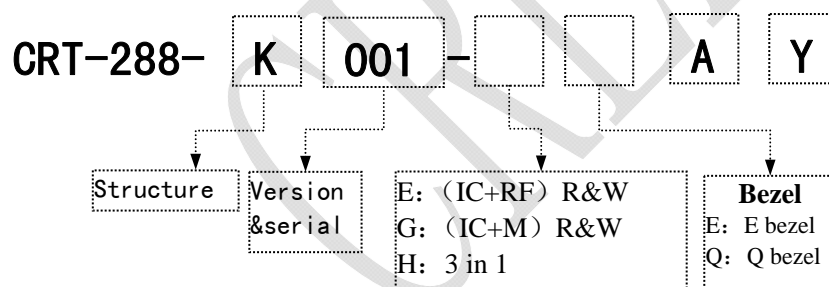 CRT-288- K 001 - A Y
Structure
Version
&serial
E：（IC+RF）R&W
G：（IC+M）R&W
H：3 in 1
Bezel
E：E bezel
Q：Q bezel